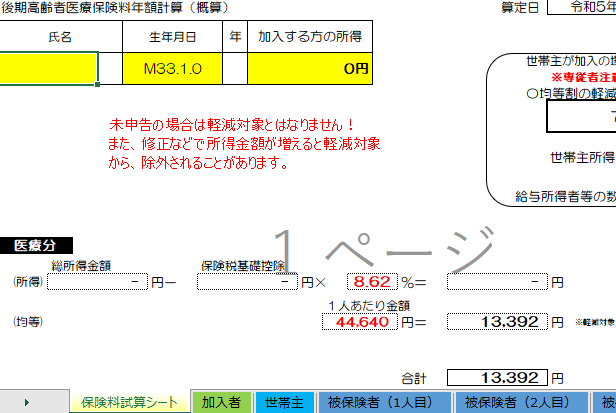 後期高齢者医療保険料年額計算（概算）
算定日 令和5年
氏名 生年月日 年 加入する方の所得
M33.1.0 0円
世帯主が加入の
※専従者注意
○均等割の軽減
世帯主所得
給与所得者等の数
未申告の場合は軽減対象とはなりません！
また、修正などで所得金額が増えると軽減対象
から、除外されることがあります。
1 ページ
医療分
総所得金額 保険税基礎控除
(所得) - 円－ - 円× 8.62 %＝ - 円
1人あたり金額
(均等) 44,640 円＝ 13,392 円 ※軽減対象
合計 13,392 円
保険料試算シート 加入者 世帯主 被保険者（1人目） 被保険者（2人目）